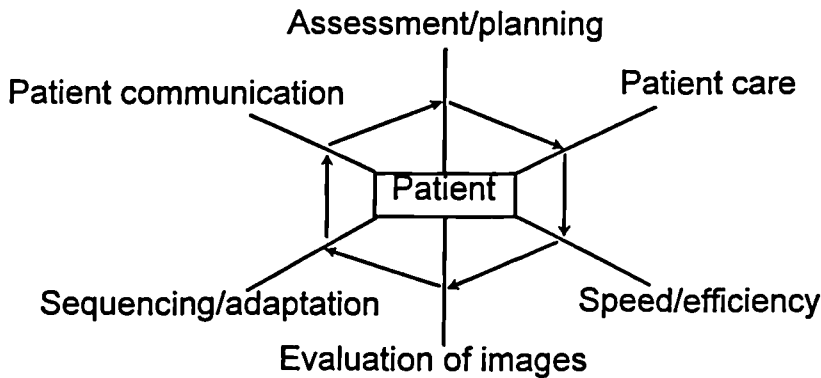 Assessment/planning
Patient communication
Patient care
Patient
Sequencing/adaptation
Speed/efficiency
Evaluation of images